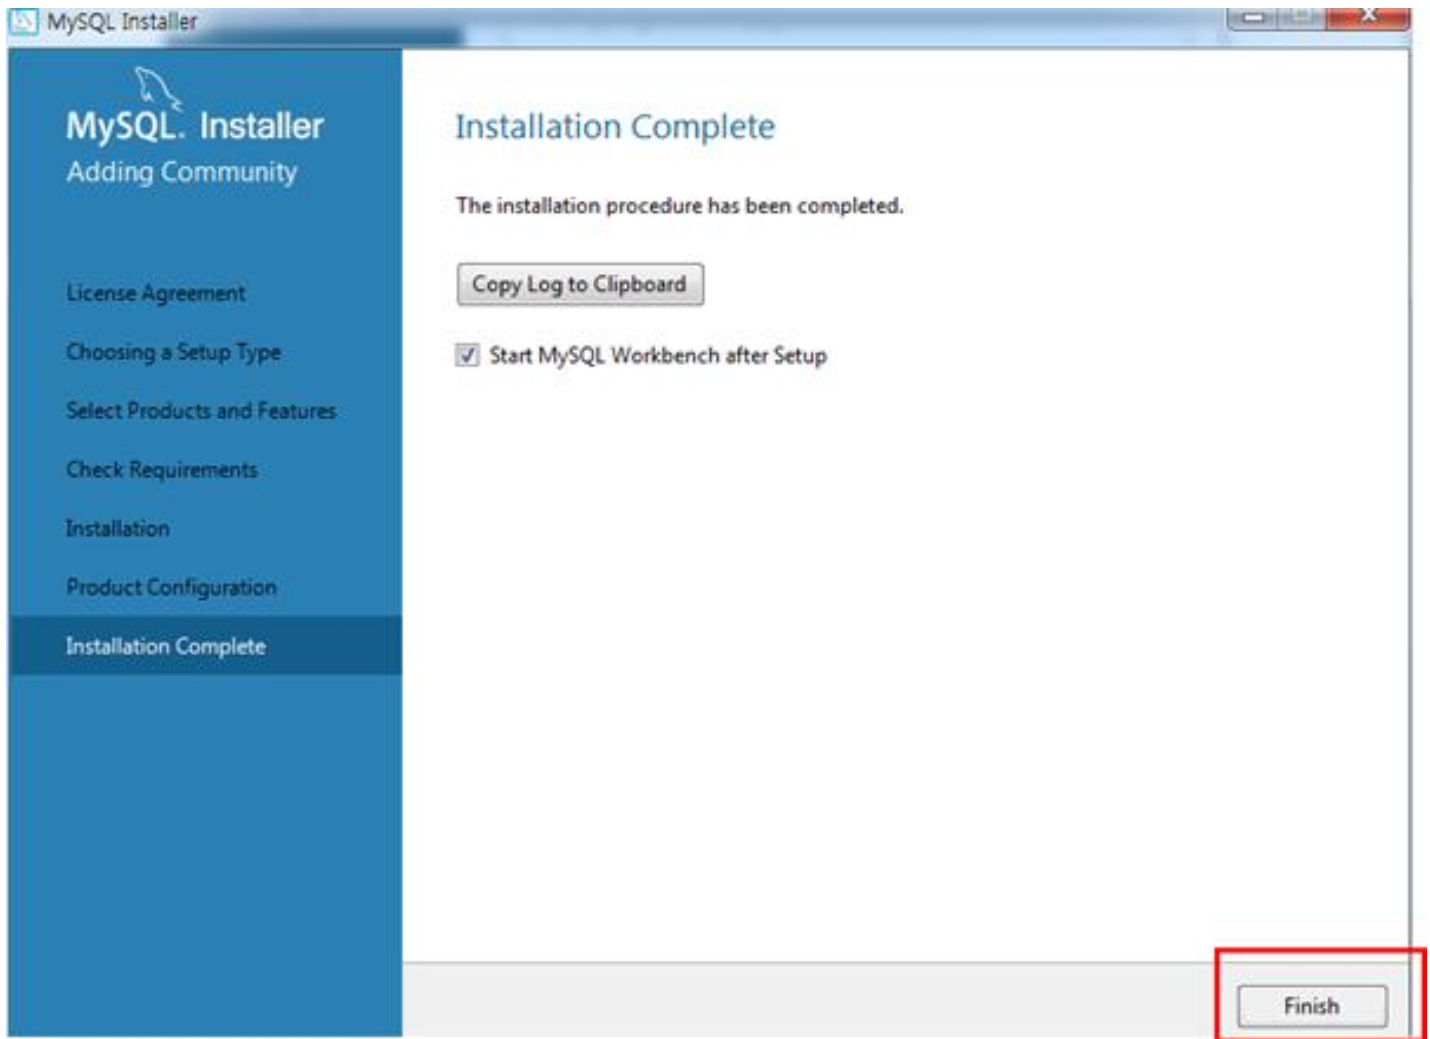 MySQL Installer
MySQL. Installer
Adding Community
License Agreement
Choosing a Setup Type
Select Products and Features
Check Requirements
Installation
Product Configuration
Installation Complete
Installation Complete
The installation procedure has been completed.
Copy Log to Clipboard
Start MySQL Workbench after Setup
Finish